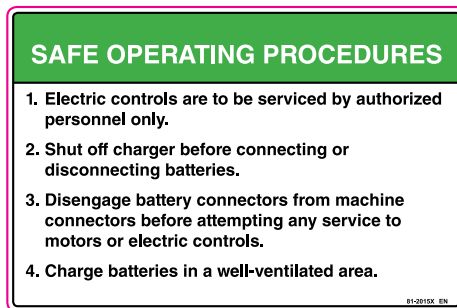 SAFE OPERATING PROCEDURES
1. Electric controls are to be serviced by authorized
personnel only.
2. Shut off charger before connecting or
disconnecting batteries.
3. Disengage battery connectors from machine
connectors before attempting any service to
motors or electric controls.
4. Charge batteries in a well-ventilated area.
81-2015X EN